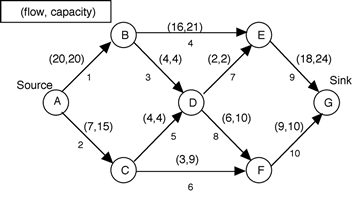 (flow, capacity)
B
(16,21)
4
E
(20,20)
1
(4,4)
3
(2,2)
7
(18,24)
9
Source
Sink
A
D
G
(7,15)
2
(4,4)
5
(6,10)
8
(9,10)
10
C
(3,9)
6
F